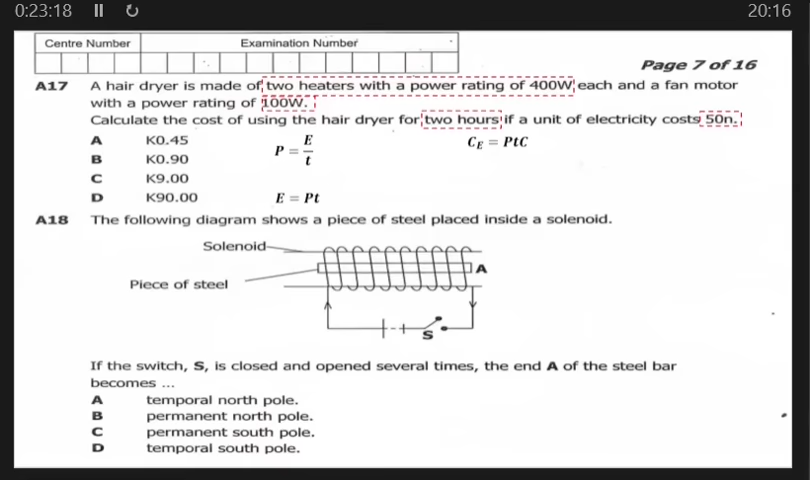 0:23:18
20:16
Centre Number Examination Number
Page 7 of 16
A17 A hair dryer is made of two heaters with a power rating of 400W each and a fan motor
with a power rating of 100W.
Calculate the cost of using the hair dryer for two hours if a unit of electricity costs 50n.
A K0.45
B K0.90
C K9.00
D K90.00
P = E/t
C_E = PtC
E = Pt
A18 The following diagram shows a piece of steel placed inside a solenoid.
Solenoid
A
Piece of steel
S
If the switch, S, is closed and opened several times, the end A of the steel bar
becomes ...
A temporal north pole.
B permanent north pole.
C permanent south pole.
D temporal south pole.